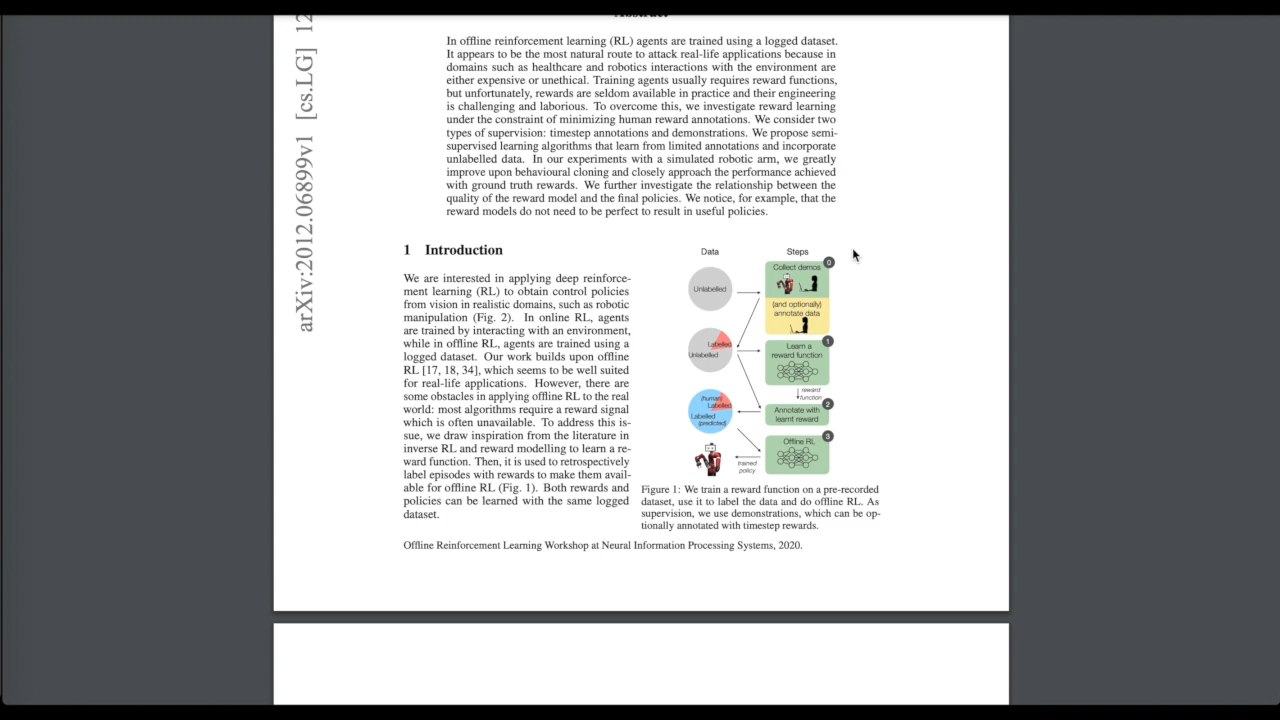 Abstract
In offline reinforcement learning (RL) agents are trained using a logged dataset.
It appears to be the most natural route to attack real-life applications because in
domains such as healthcare and robotics interactions with the environment are
either expensive or unethical. Training agents usually requires reward functions,
but unfortunately, rewards are seldom available in practice and their engineering
is challenging and laborious. To overcome this, we investigate reward learning
under the constraint of minimizing human reward annotations. We consider two
types of supervision: timestep annotations and demonstrations. We propose semi-
supervised learning algorithms that learn from limited annotations and incorporate
unlabelled data. In our experiments with a simulated robotic arm, we greatly
improve upon behavioural cloning and closely approach the performance achieved
with ground truth rewards. We further investigate the relationship between the
quality of the reward model and the final policies. We notice, for example, that the
reward models do not need to be perfect to result in useful policies.
arXiv:2012.06899v1 [cs.LG] 12
1 Introduction
We are interested in applying deep reinforce-
ment learning (RL) to obtain control policies
from vision in realistic domains, such as robotic
manipulation (Fig. 2). In online RL, agents
are trained by interacting with an environment,
while in offline RL, agents are trained using a
logged dataset. Our work builds upon offline
RL [17, 18, 34], which seems to be well suited
for real-life applications. However, there are
some obstacles in applying offline RL to the real
world: most algorithms require a reward signal
which is often unavailable. To address this is-
sue, we draw inspiration from the literature in
inverse RL and reward modelling to learn a re-
ward function. Then, it is used to retrospectively
label episodes with rewards to make them avail-
able for offline RL (Fig. 1). Both rewards and
policies can be learned with the same logged
dataset.
Data
Steps
Unlabelled
0
Collect demos
(and optionally)
annotate data
Labelled
Unlabelled
1
Learn a
reward function
reward
function
(human)
Labelled
Labelled
(predicted)
2
Annotate with
learnt reward
3
Offline RL
trained
policy
Figure 1: We train a reward function on a pre-recorded
dataset, use it to label the data and do offline RL. As
supervision, we use demonstrations, which can be op-
tionally annotated with timestep rewards.
Offline Reinforcement Learning Workshop at Neural Information Processing Systems, 2020.